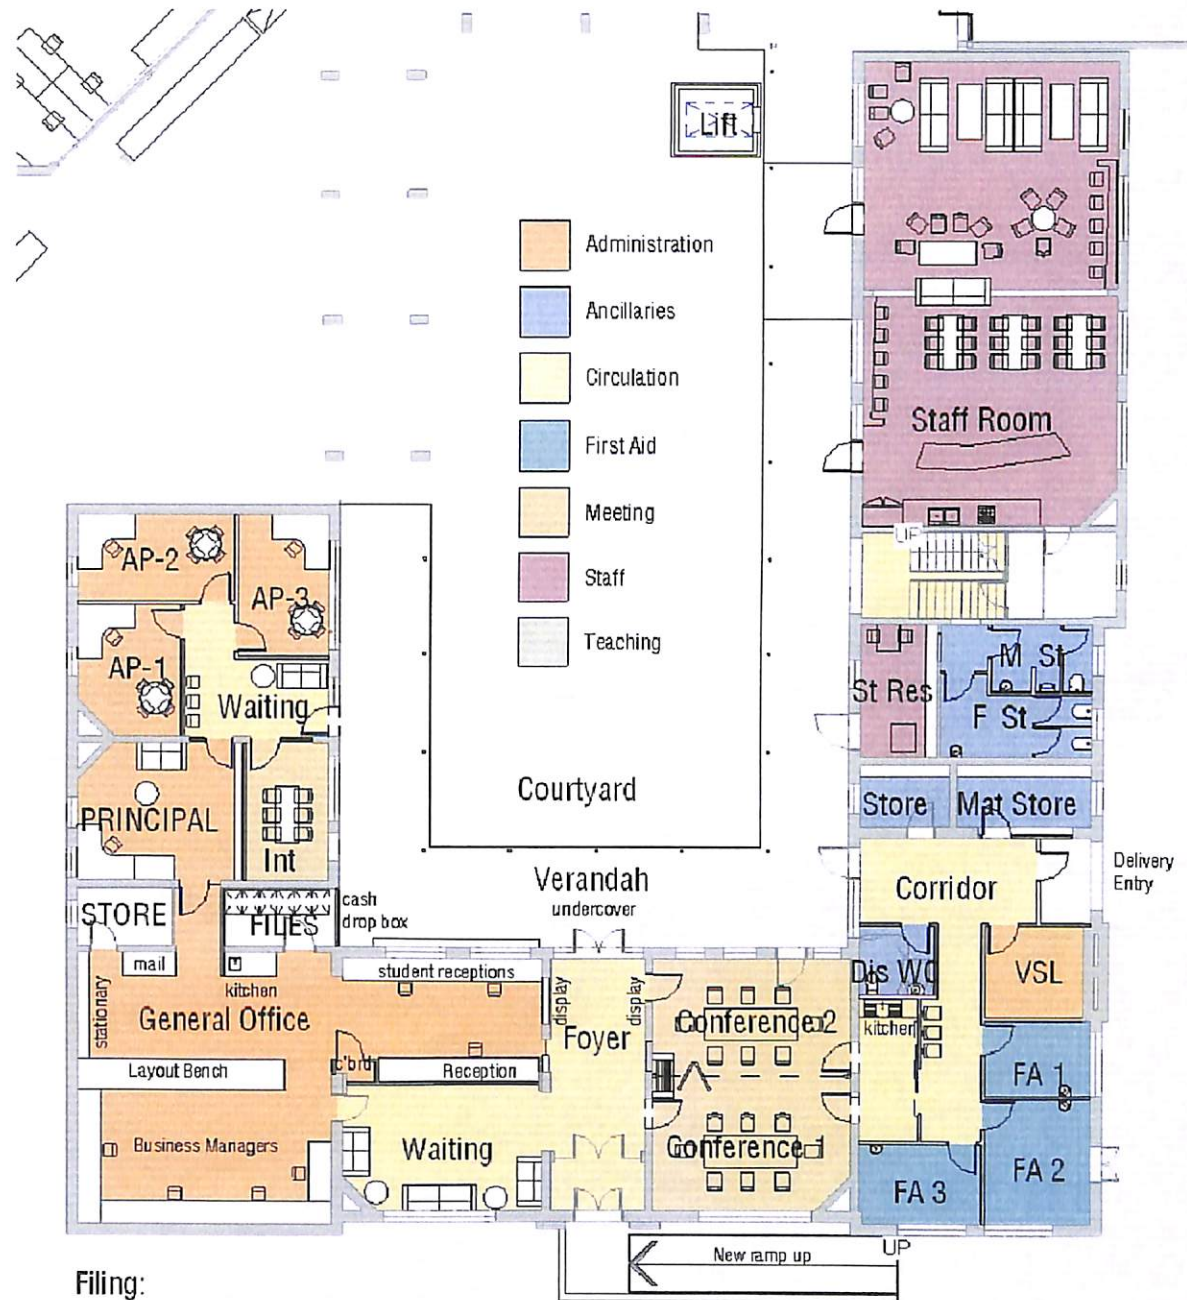 Lift
Administration
Ancillaries
Circulation
First Aid
Meeting
Staff
Teaching
Staff Room
UP
AP-2
AP-3
AP-1
Waiting
M St
St Res
F St
PRINCIPAL
Int
Courtyard
Store
Mat Store
Verandah
undercover
Corridor
Delivery
Entry
STORE
FILES
cash
drop box
mail
kitchen
stationary
General Office
student receptions
display
display
Foyer
Conference 2
Dis WC
kitchen
VSL
Layout Bench
c'brd
Reception
FA 1
Business Managers
Waiting
Conference 1
FA 3
FA 2
New ramp up
UP
Filing: